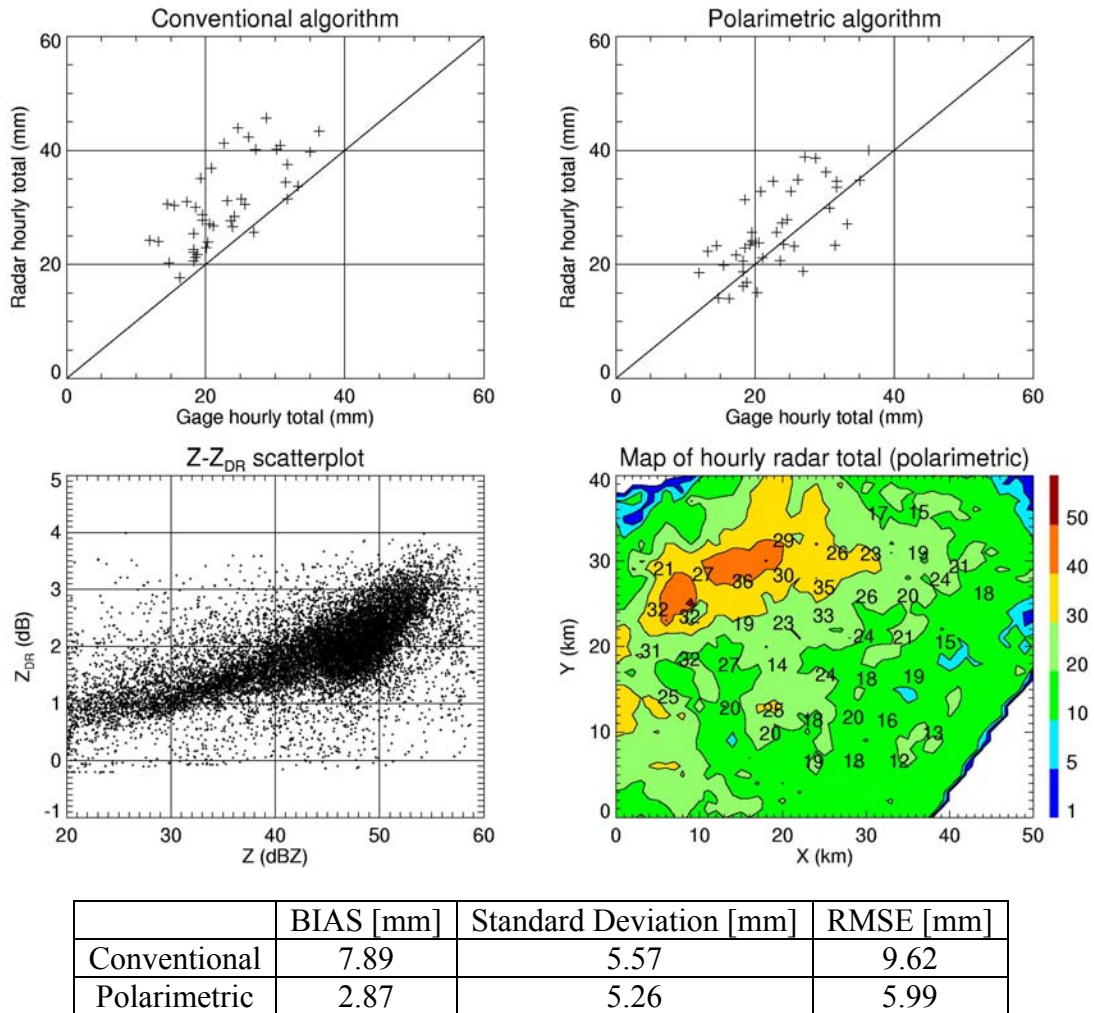 Conventional algorithm
60
40
20
0
Radar hourly total (mm)
0 20 40 60
Gage hourly total (mm)
Polarimetric algorithm
60
40
20
0
Radar hourly total (mm)
0 20 40 60
Gage hourly total (mm)
Z-ZDR scatterplot
5
4
3
2
1
0
-1
ZDR (dB)
20 30 40 50 60
Z (dBZ)
Map of hourly radar total (polarimetric)
40
30
20
10
0
Y (km)
17 15
29
26 23 19
21 27 36 30 35 24 21
32 32 26 20 18
19 23 33
31 24 21 15
32 27 14 24 16 19
25 20 28 18 20 16
20 10
19 18 12
0 10 20 30 40 50
X (km)
50
40
30
20
10
5
1
BIAS [mm] Standard Deviation [mm] RMSE [mm]
Conventional 7.89 5.57 9.62
Polarimetric 2.87 5.26 5.99